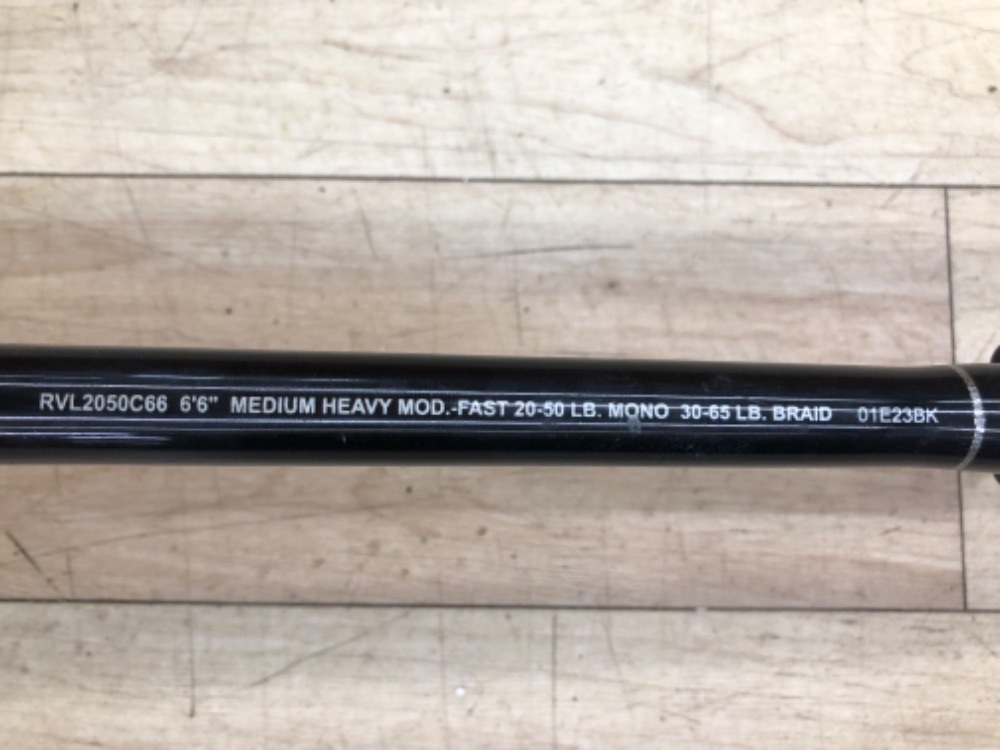 RVL2050C66 6'6" MEDIUM HEAVY MOD.-FAST 20-50 LB. MONO 30-65 LB. BRAID 01E23BK